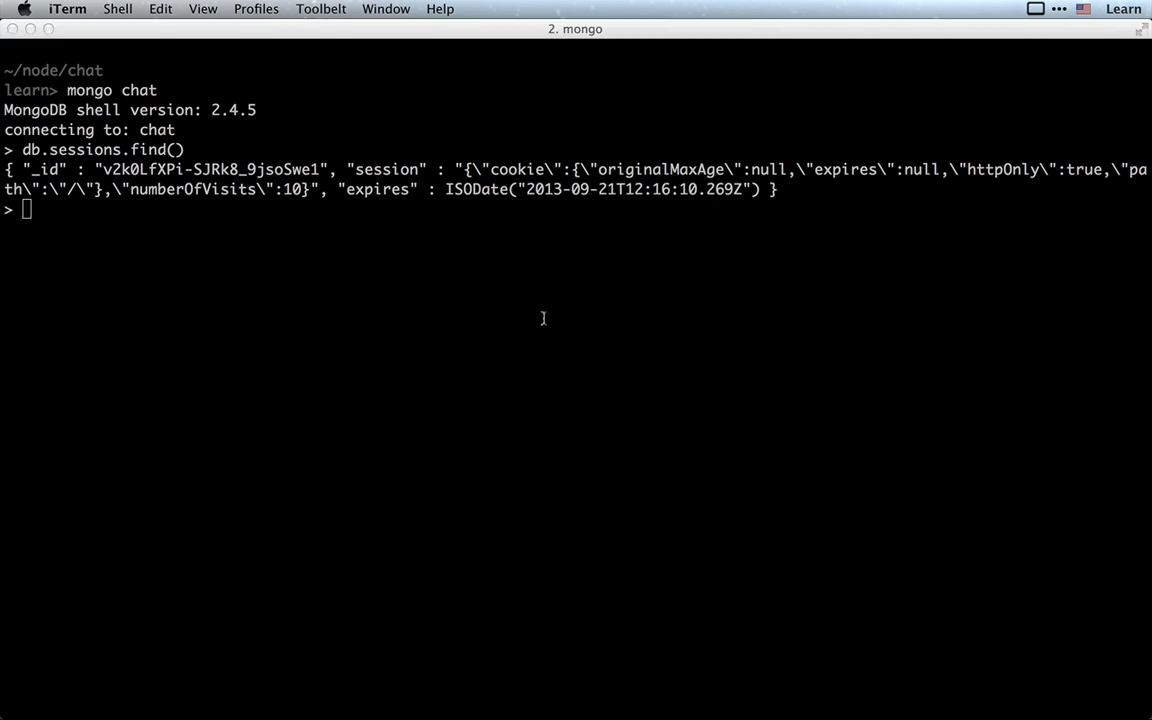 iTerm Shell Edit View Profiles Toolbelt Window Help Learn
2. mongo
~/node/chat
learn> mongo chat
MongoDB shell version: 2.4.5
connecting to: chat
> db.sessions.find()
{ "_id" : "v2k0LfXPi-SJRk8_9jsoSwe1", "session" : "{\"cookie\":{\"originalMaxAge\":null,\"expires\":null,\"httpOnly\":true,\"pa
th\":\"/\"},\"numberOfVisits\":10}", "expires" : ISODate("2013-09-21T12:16:10.269Z") }
>